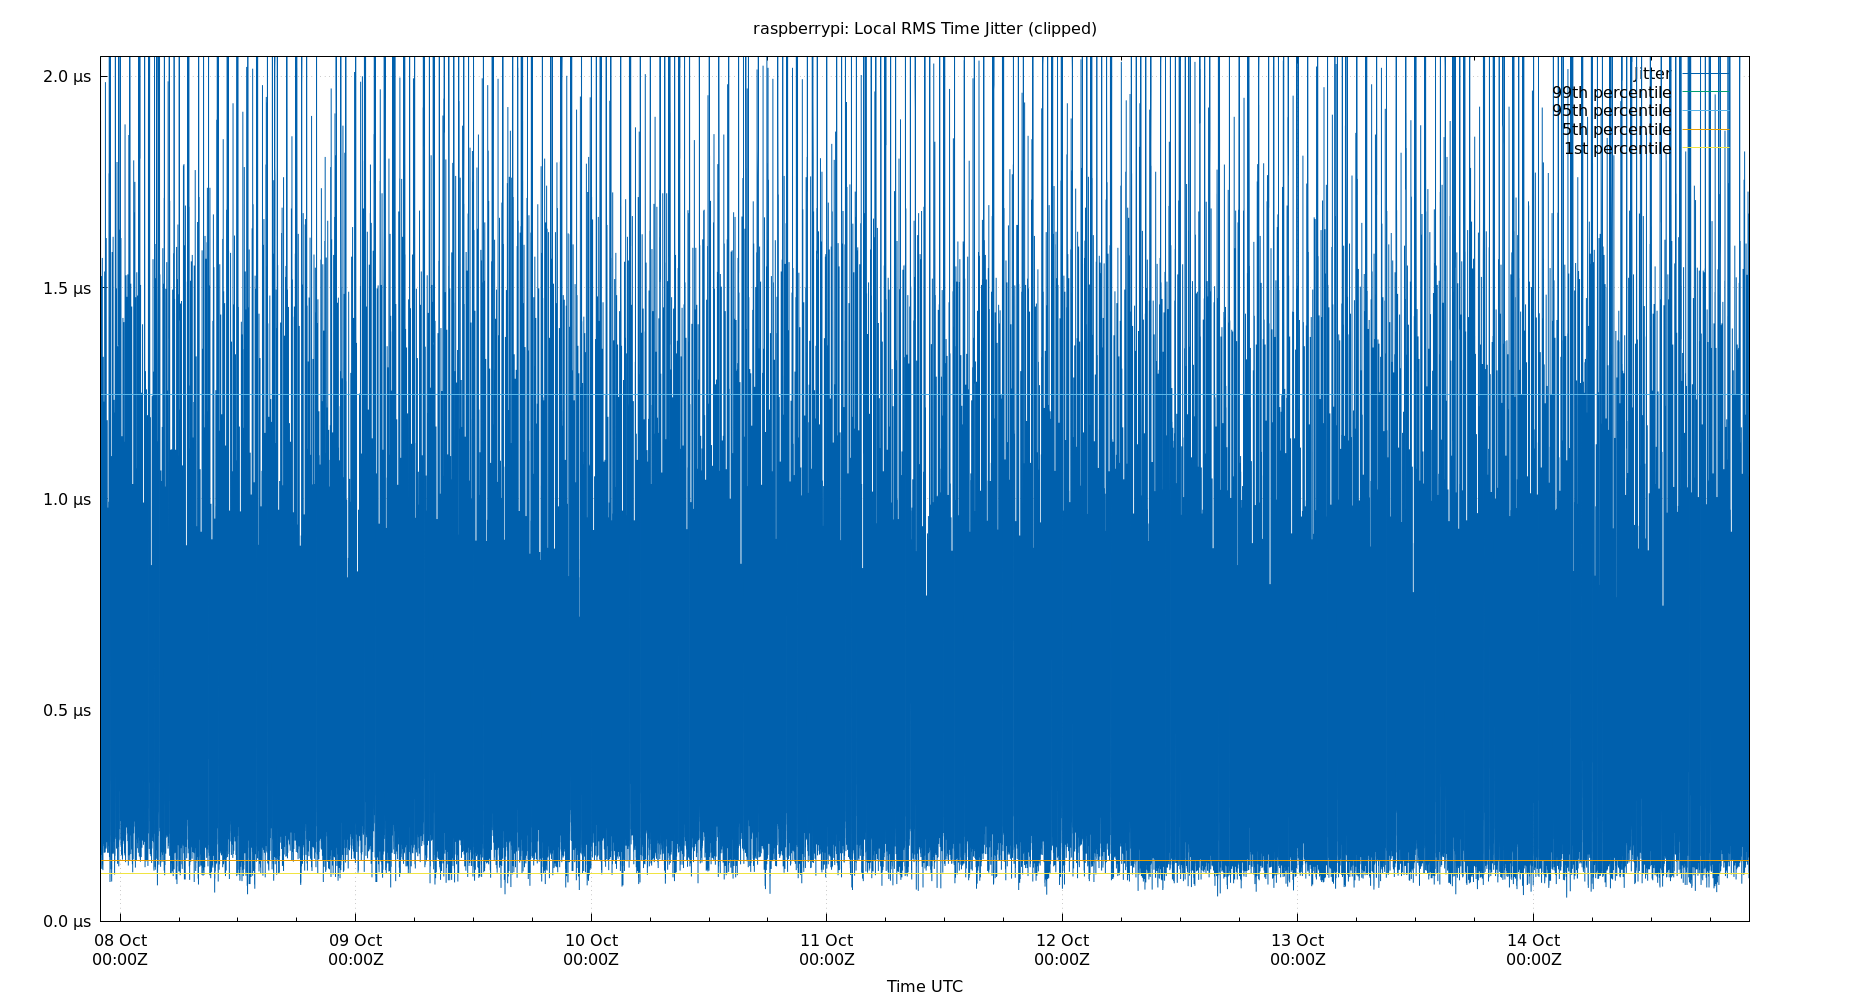 raspberrypi: Local RMS Time Jitter (clipped)
2.0 µs
1.5 µs
1.0 µs
0.5 µs
0.0 µs
Jitter
99th percentile
95th percentile
5th percentile
1st percentile
08 Oct 09 Oct 10 Oct 11 Oct 12 Oct 13 Oct 14 Oct
00:00Z 00:00Z 00:00Z 00:00Z 00:00Z 00:00Z 00:00Z
Time UTC